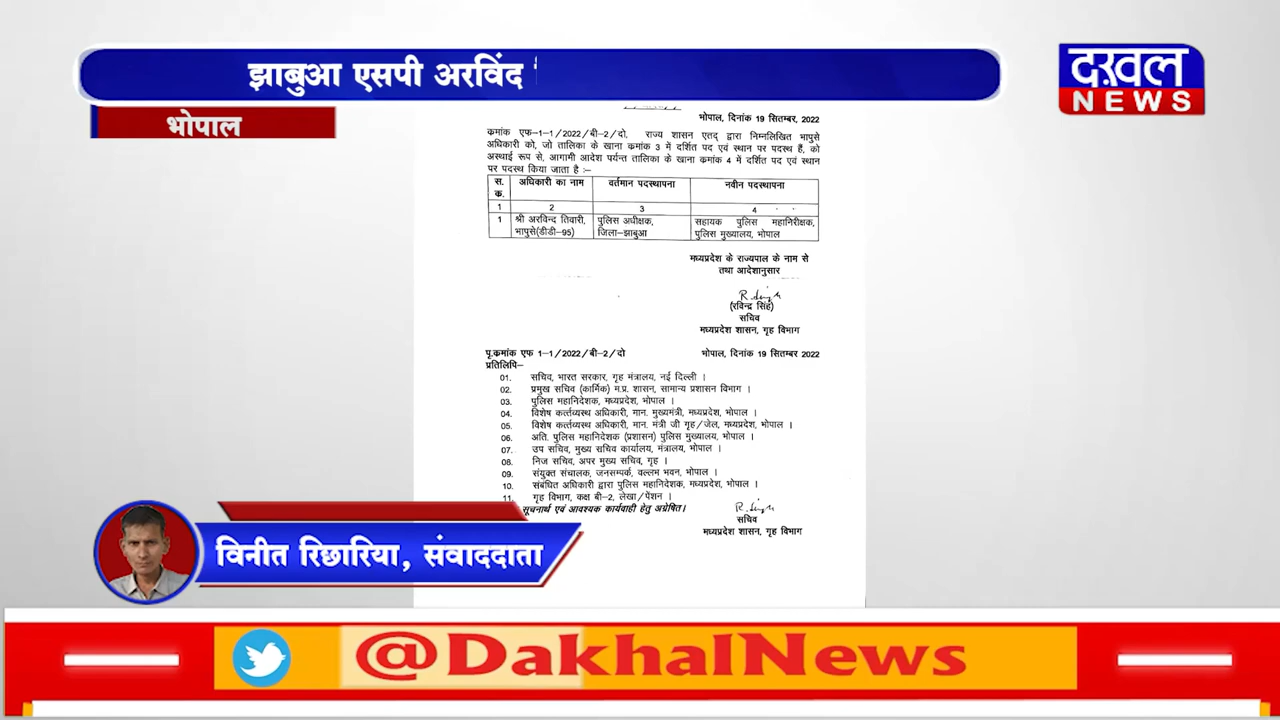 झाबुआ एसपी अरविंद
दखल
NEWS
भोपाल
भोपाल, दिनांक 19 सितम्बर, 2022
क्रमांक एफ-1-1/2022/बी-2/दो. राज्य शासन एतद् द्वारा निम्नलिखित भापुसे
अधिकारी को, जो तालिका के खाना क्रमांक 3 में दर्शित पद एवं स्थान पर पदस्थ हैं, को
अस्थाई रूप से, आगामी आदेश पर्यन्त तालिका के खाना क्रमांक 4 में दर्शित पद एवं स्थान
पर पदस्थ किया जाता है :–
स. क. अधिकारी का नाम वर्तमान पदस्थापना नवीन पदस्थापना
1 2 3 4
1 श्री अरविन्द तिवारी, पुलिस अधीक्षक, सहायक पुलिस महानिरीक्षक,
भापुसे(डीडी-95) जिला-झाबुआ पुलिस मुख्यालय, भोपाल
मध्यप्रदेश के राज्यपाल के नाम से
तथा आदेशानुसार
R. Singh
(रविन्द्र सिंह)
सचिव
मध्यप्रदेश शासन, गृह विभाग
पृ.क्रमांक एफ 1-1/2022/बी-2/दो भोपाल, दिनांक 19 सितम्बर 2022
प्रतिलिपि–
01. सचिव, भारत सरकार, गृह मंत्रालय, नई दिल्ली ।
02. प्रमुख सचिव (कार्मिक) म.प्र. शासन, सामान्य प्रशासन विभाग ।
03. पुलिस महानिदेशक, मध्यप्रदेश, भोपाल ।
04. विशेष कर्त्तव्यस्थ अधिकारी, मान. मुख्यमंत्री, मध्यप्रदेश, भोपाल ।
05. विशेष कर्त्तव्यस्थ अधिकारी, मान. मंत्री जी गृह/जेल, मध्यप्रदेश, भोपाल ।
06. अति. पुलिस महानिदेशक (प्रशासन) पुलिस मुख्यालय, भोपाल ।
07. उप सचिव, मुख्य सचिव कार्यालय, मंत्रालय, भोपाल ।
08. निज सचिव, अपर मुख्य सचिव, गृह ।
09. संयुक्त संचालक, जनसम्पर्क, वल्लभ भवन, भोपाल ।
10. संबंधित अधिकारी द्वारा पुलिस महानिदेशक, मध्यप्रदेश, भोपाल ।
11. गृह विभाग, कक्ष बी-2, लेखा/पेंशन ।
सूचनार्थ एवं आवश्यक कार्यवाही हेतु अग्रेषित।
R. Singh
सचिव
मध्यप्रदेश शासन, गृह विभाग
विनीत रिछारिया, संवाददाता
@DakhalNews